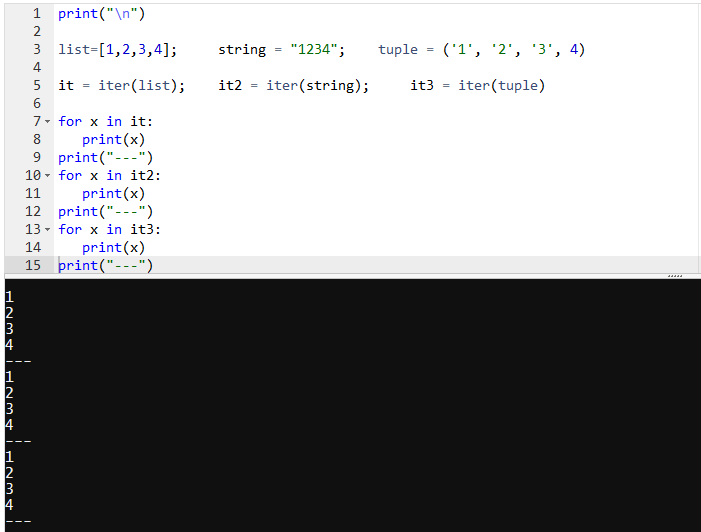 1 print("\n")
2
3 list=[1,2,3,4];     string = "1234";    tuple = ('1', '2', '3', 4)
4
5 it = iter(list);    it2 = iter(string);     it3 = iter(tuple)
6
7 for x in it:
8    print(x)
9 print("---")
10 for x in it2:
11    print(x)
12 print("---")
13 for x in it3:
14    print(x)
15 print("---")
1
2
3
4
---
1
2
3
4
---
1
2
3
4
---